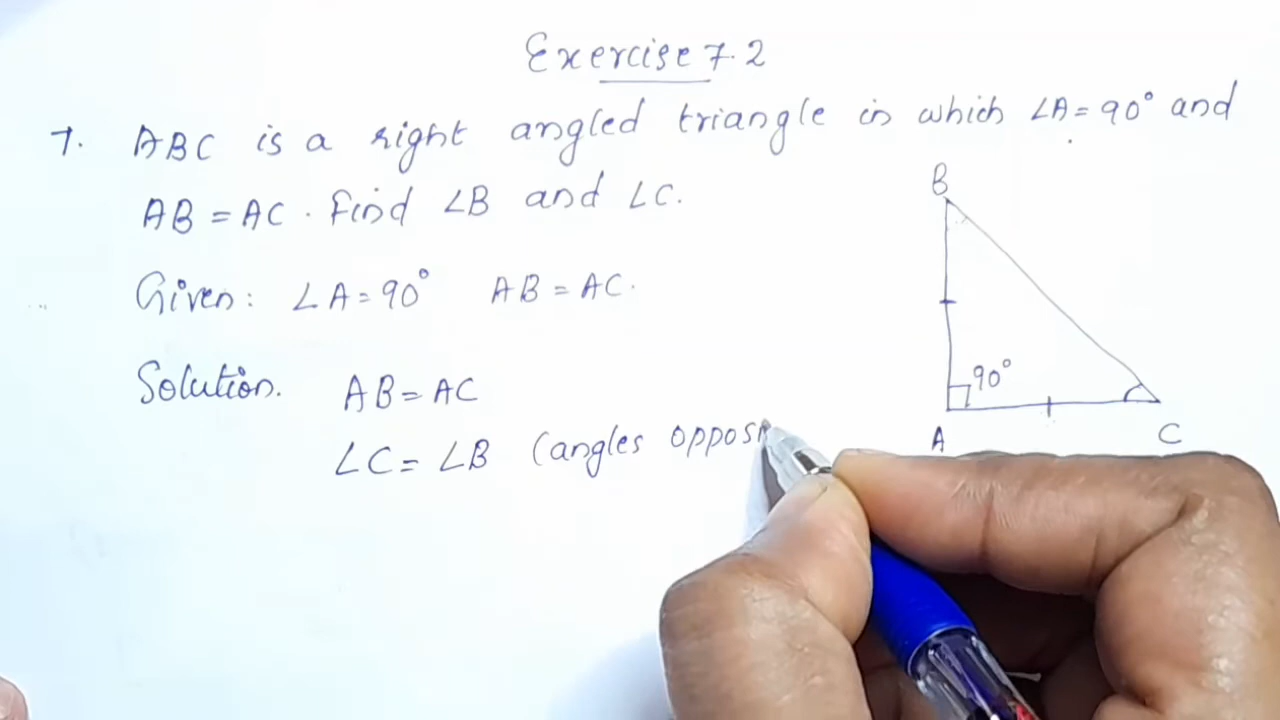 Exercise 7.2
7. ABC is a right angled triangle in which ∠A = 90° and
AB = AC. Find ∠B and ∠C.
Given: ∠A = 90° AB = AC.
Solution. AB = AC
∠C = ∠B (angles opposi
B
90°
A
C